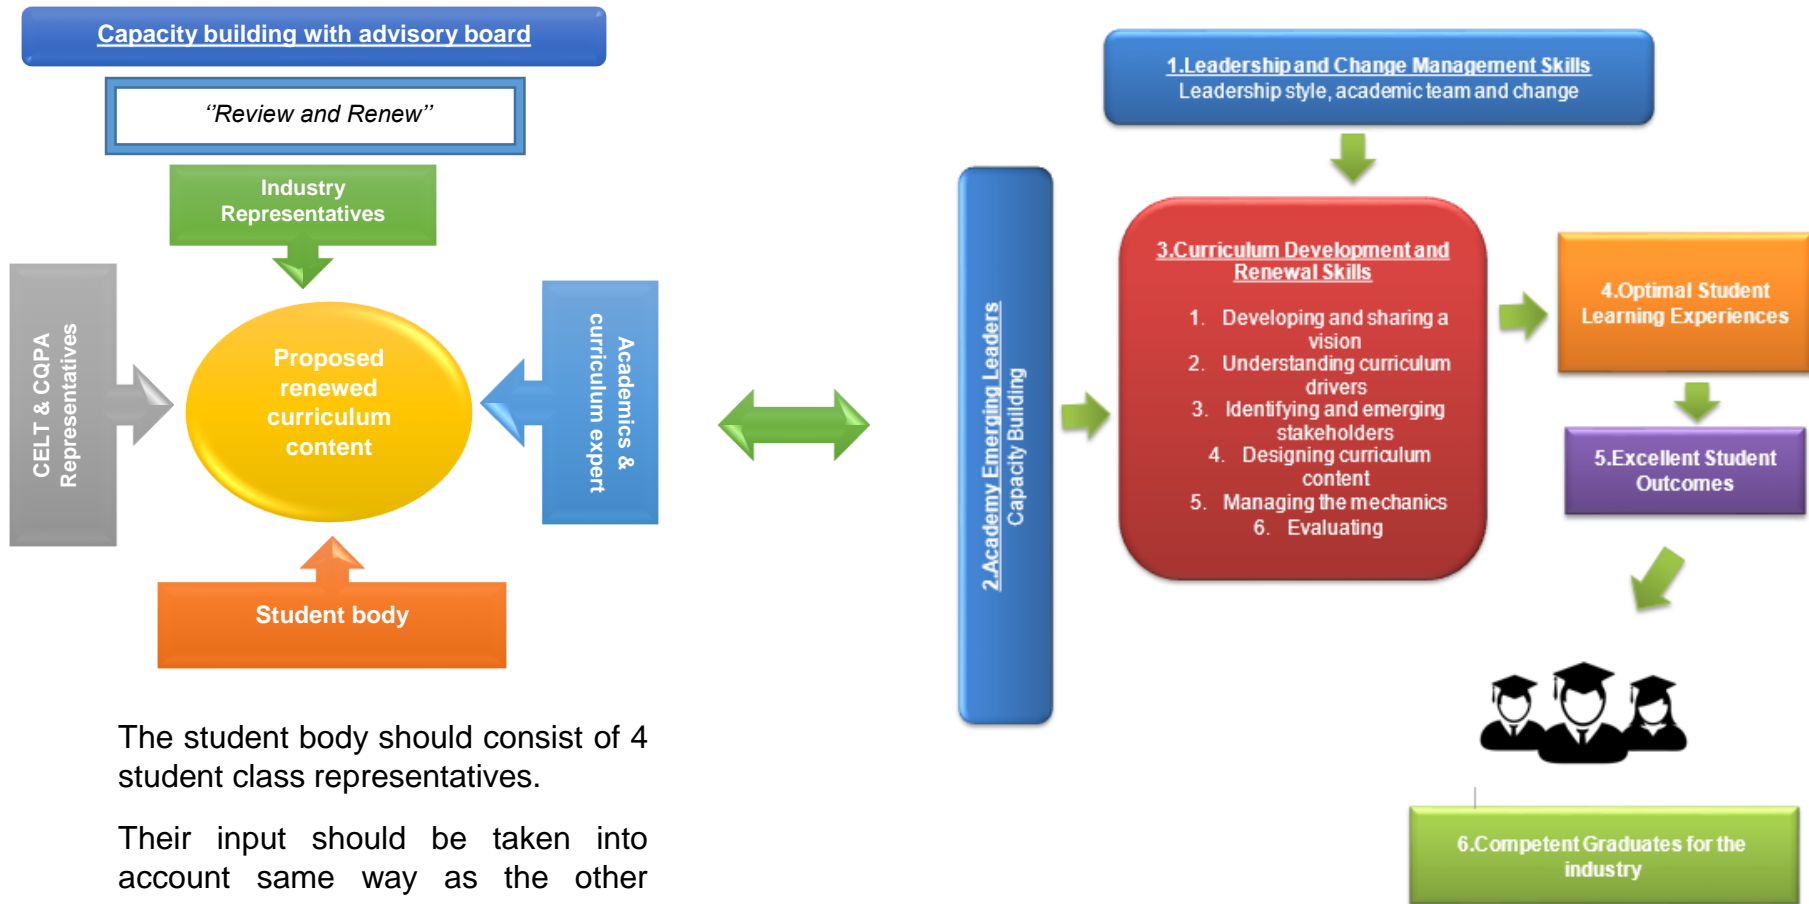 Capacity building with advisory board
‘’Review and Renew’’
Industry
Representatives
CELT & CQPA
Representatives
Proposed
renewed
curriculum
content
Academics &
curriculum expert
Student body
The student body should consist of 4
student class representatives.
Their input should be taken into
account same way as the other
1.Leadership and Change Management Skills
Leadership style, academic team and change
2.Academy Emerging Leaders
Capacity Building
3.Curriculum Development and
Renewal Skills
1. Developing and sharing a
vision
2. Understanding curriculum
drivers
3. Identifying and emerging
stakeholders
4. Designing curriculum
content
5. Managing the mechanics
6. Evaluating
4.Optimal Student
Learning Experiences
5.Excellent Student
Outcomes
6.Competent Graduates for the
industry